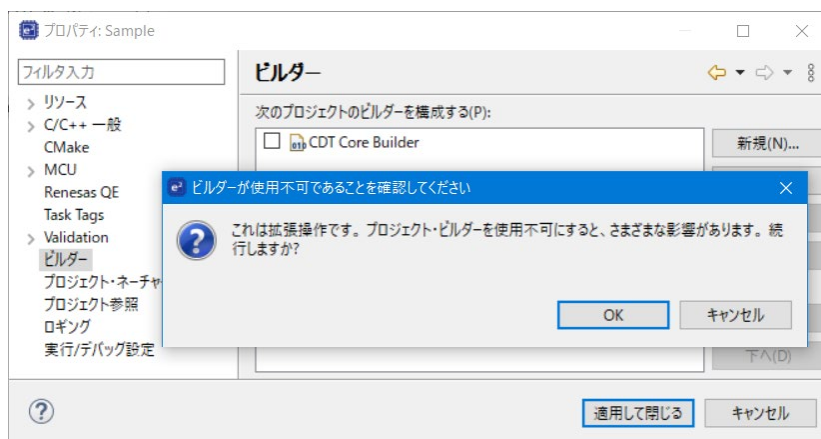 プロパティ: Sample
フィルタ入力
リソース
C/C++ 一般
CMake
MCU
Renesas QE
Task Tags
Validation
ビルダー
プロジェクト・ネーチャ
プロジェクト参照
ロギング
実行/デバッグ設定
ビルダー
次のプロジェクトのビルダーを構成する(P):
CDT Core Builder
新規(N)...
ビルダーが使用不可であることを確認してください
これは拡張操作です。プロジェクト・ビルダーを使用不可にすると、さまざまな影響があります。続
行しますか?
OK
キャンセル
下へ(D)
適用して閉じる
キャンセル